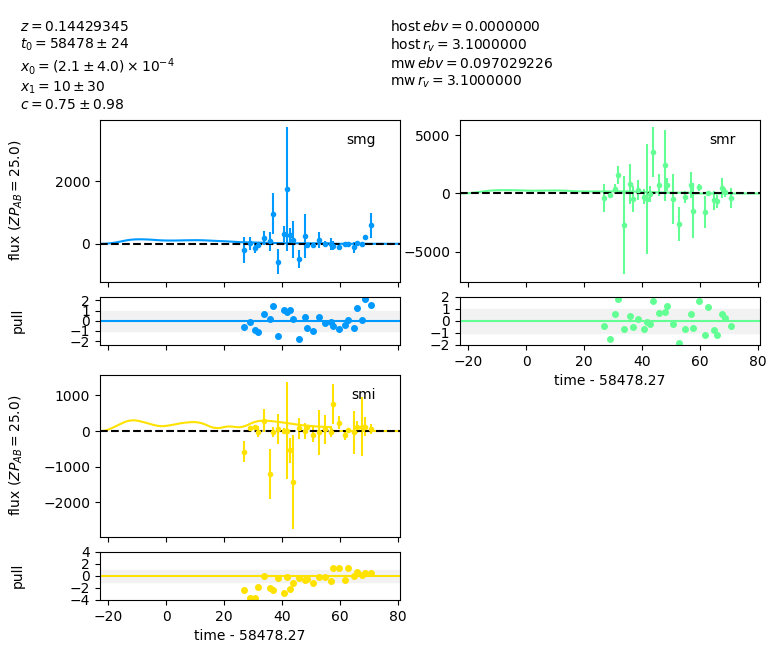 z = 0.14429345
t₀ = 58478 ± 24
x₀ = (2.1 ± 4.0) × 10⁻⁴
x₁ = 10 ± 30
c = 0.75 ± 0.98
host ebv = 0.0000000
host r_v = 3.1000000
mw ebv = 0.097029226
mw r_v = 3.1000000
flux (ZP_AB = 25.0)
2000
0
smg
5000
0
−5000
smr
pull
2
1
0
−1
−2
2
1
0
−1
−2
−20 0 20 40 60 80
time - 58478.27
flux (ZP_AB = 25.0)
1000
0
−1000
−2000
smi
pull
4
2
0
−2
−4
−20 0 20 40 60 80
time - 58478.27